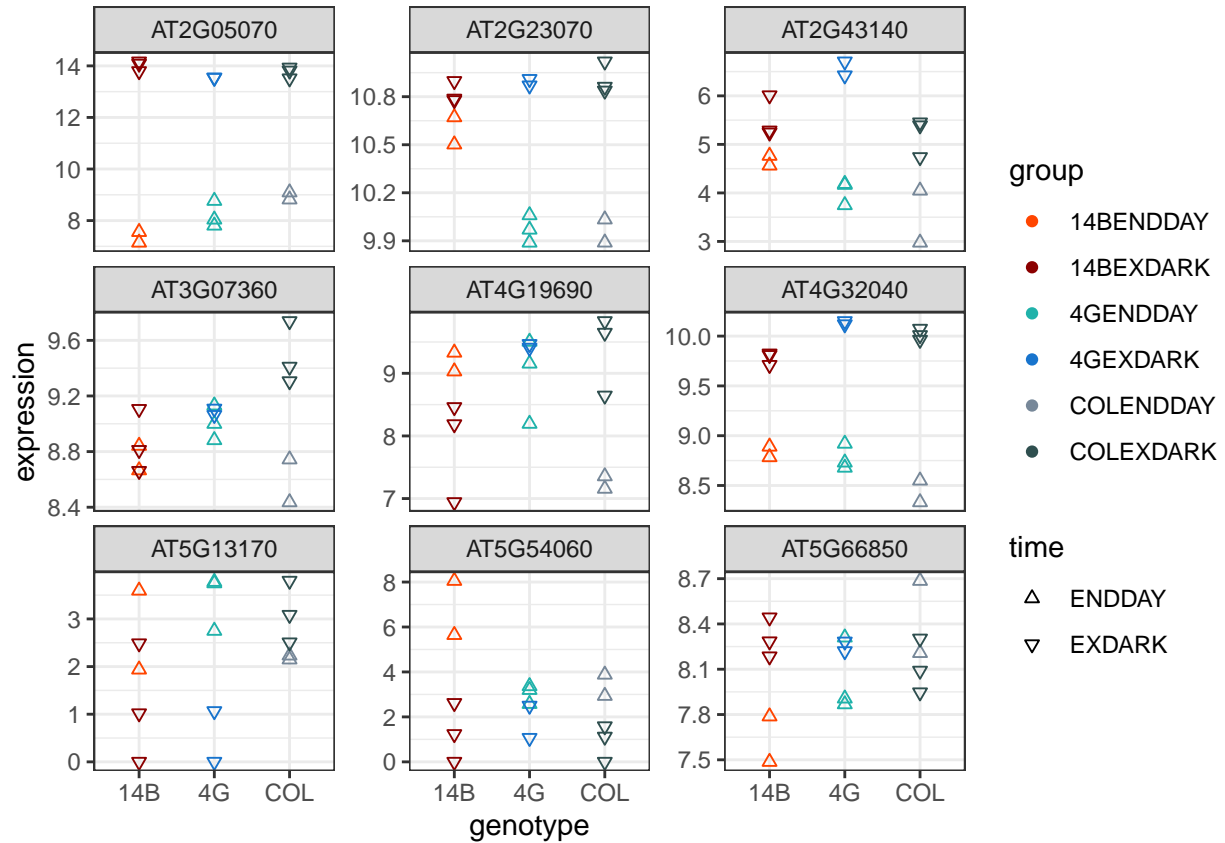 AT2G05070
AT2G23070
AT2G43140
14
12
10
8
10.8
10.5
10.2
9.9
6
5
4
3
AT3G07360
AT4G19690
AT4G32040
9.6
9.2
8.8
8.4
9
8
7
10.0
9.5
9.0
8.5
AT5G13170
AT5G54060
AT5G66850
3
2
1
0
8
6
4
2
0
8.7
8.4
8.1
7.8
7.5
14B 4G COL
14B 4G COL
14B 4G COL
genotype
expression
group
14BENDDAY
14BEXDARK
4GENDDAY
4GEXDARK
COLENDDAY
COLEXDARK
time
ENDDAY
EXDARK